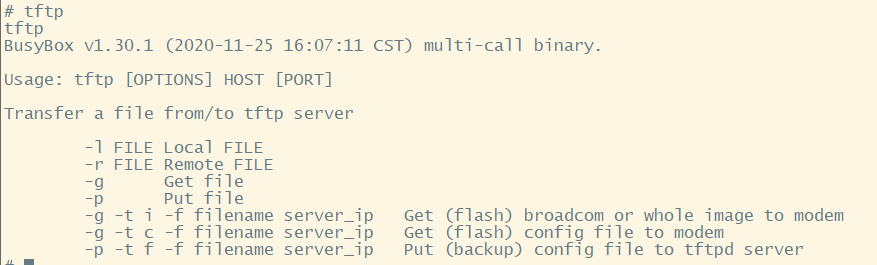 # tftp
tftp
BusyBox v1.30.1 (2020-11-25 16:07:11 CST) multi-call binary.
Usage: tftp [OPTIONS] HOST [PORT]
Transfer a file from/to tftp server
-l FILE Local FILE
-r FILE Remote FILE
-g Get file
-p Put file
-g -t i -f filename server_ip Get (flash) broadcom or whole image to modem
-g -t c -f filename server_ip Get (flash) config file to modem
-p -t f -f filename server_ip Put (backup) config file to tftpd server
#